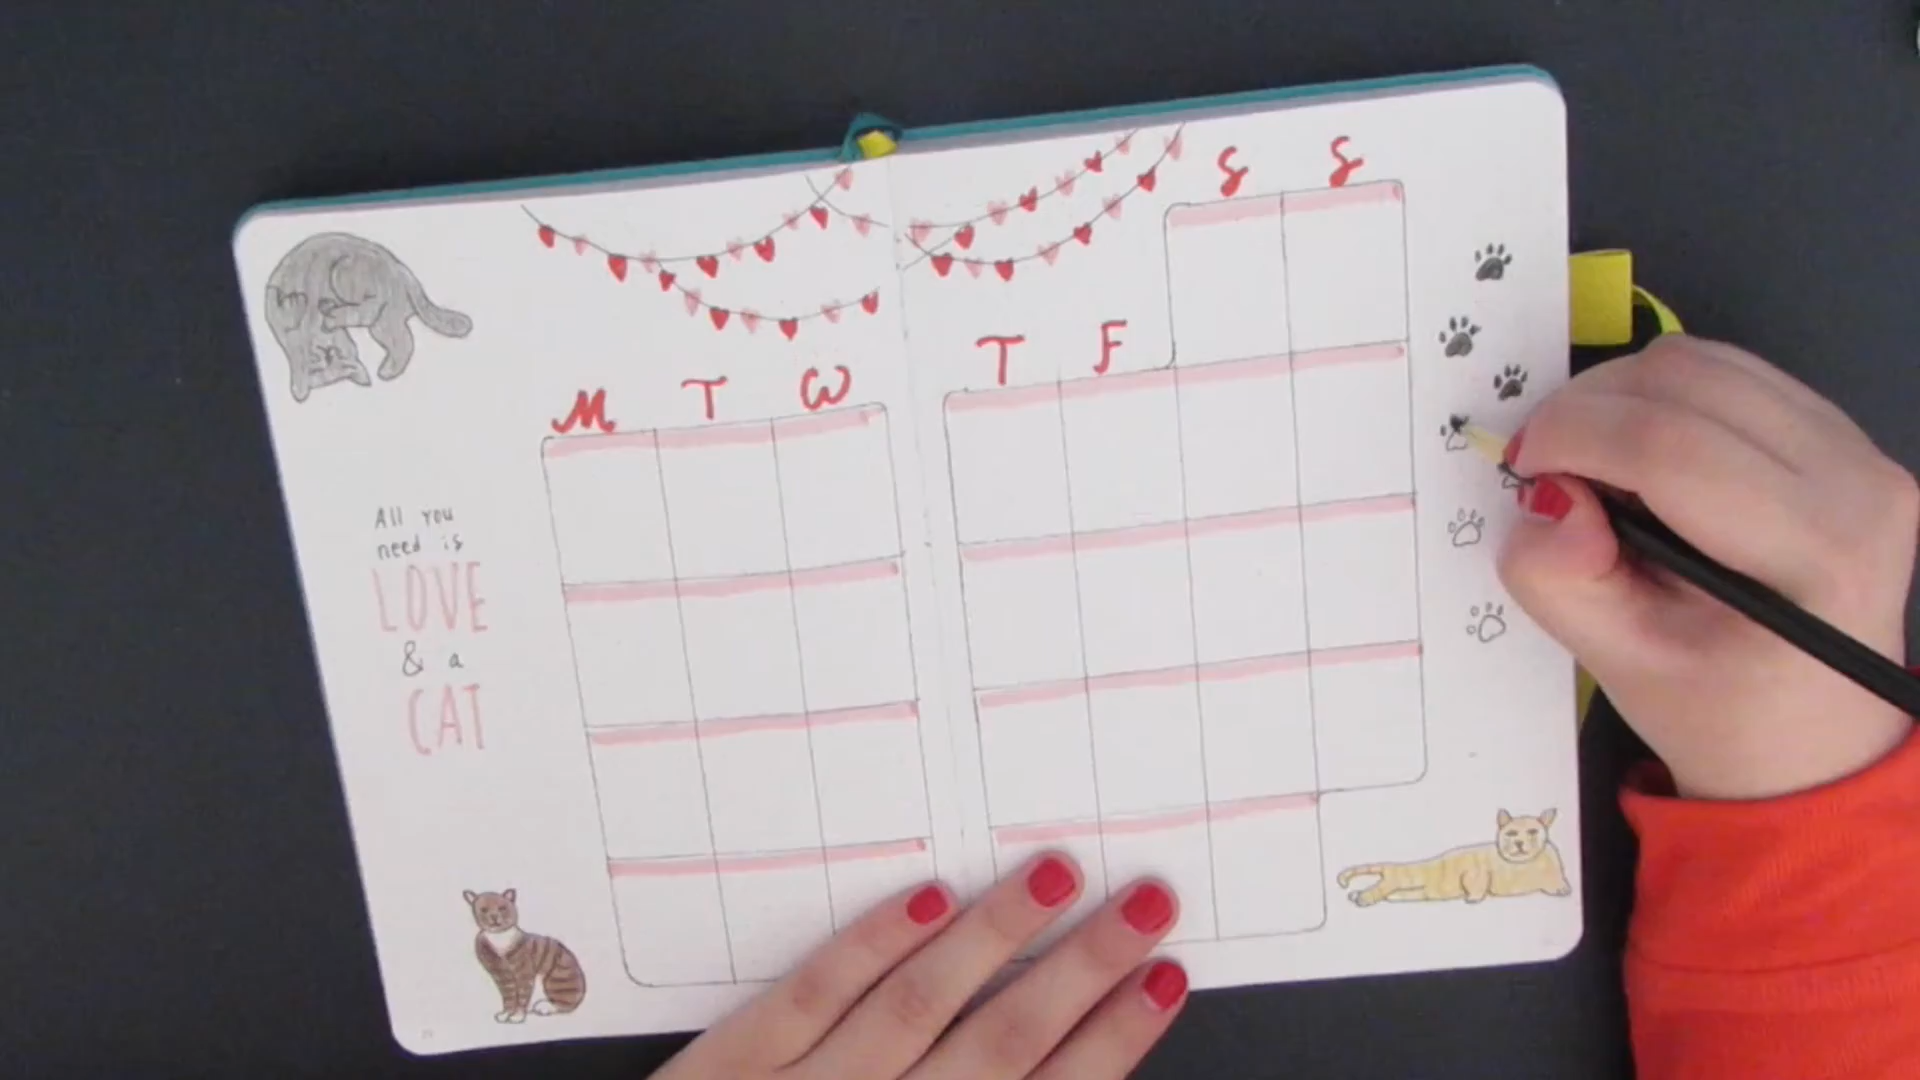 S S
T F
M T W
All you
need is
LOVE
& a
CAT